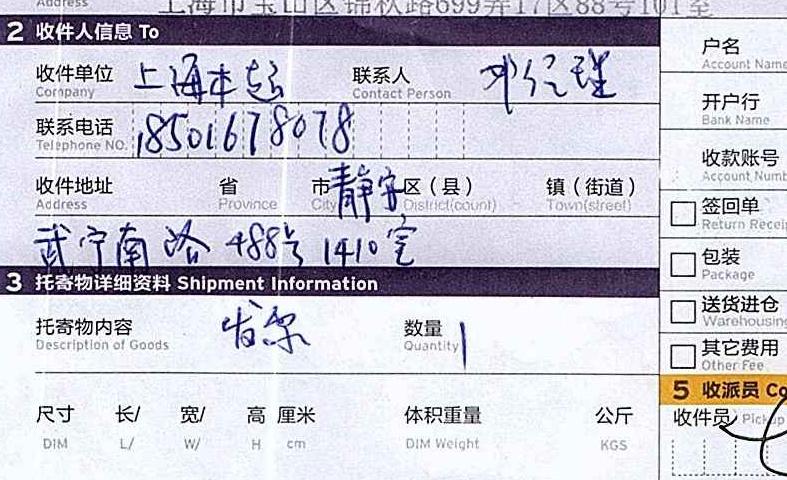 Address 上海市宝山区锦秋路699弄17区88号101室
2 收件人信息 To
收件单位 上海本超 联系人 邓经理
Company Contact Person
联系电话 18501678078
Telephone NO.
收件地址 省 市 静安 区(县) 镇(街道)
Address Province City District(count) Town(street)
武宁南路 488号 1410室
3 托寄物详细资料 Shipment Information
托寄物内容 发票 数量 1
Description of Goods Quantity
尺寸 长/ 宽/ 高 厘米 体积重量 公斤
DIM L/ W/ H cm DIM Weight KGS
户名
Account Name
开户行
Bank Name
收款账号
Account Numb
签回单
Return Recei
包装
Package
送货进仓
Warehousing
其它费用
Other Fee
5 收派员 Co
收件员 Pickup